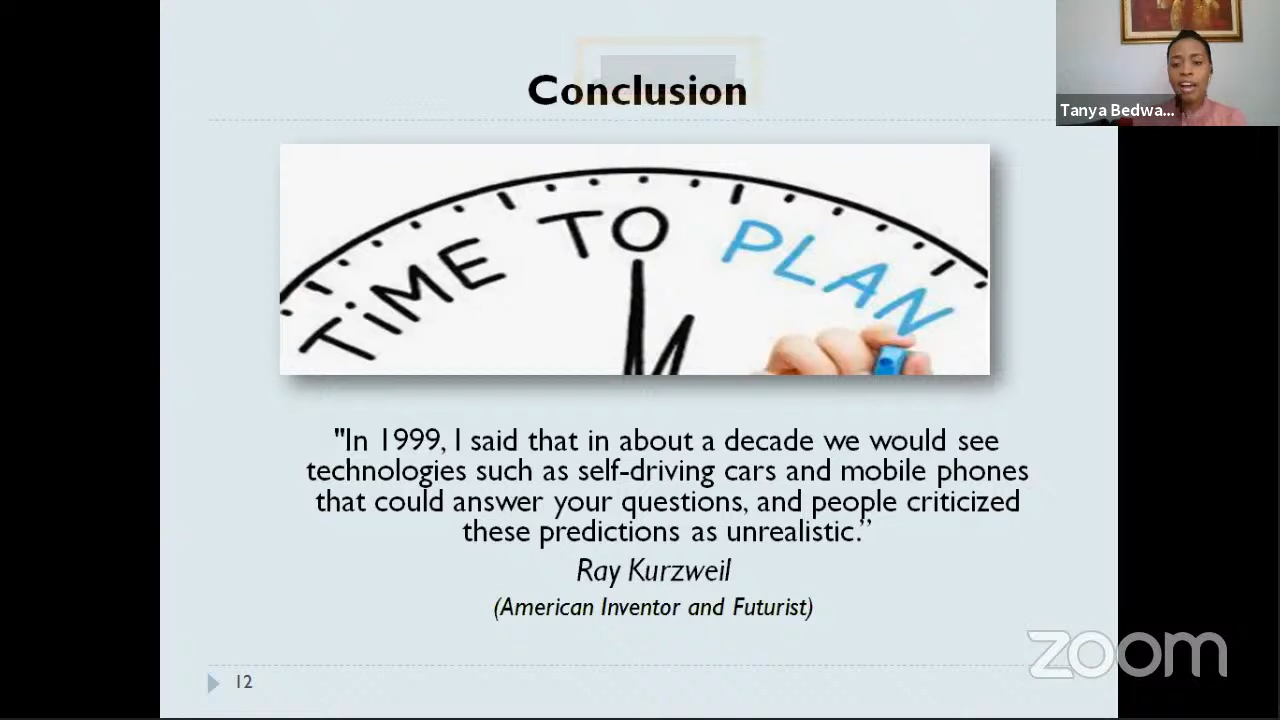 Conclusion
Tanya Bedwa...
TiME TO PLAN
"In 1999, I said that in about a decade we would see
technologies such as self-driving cars and mobile phones
that could answer your questions, and people criticized
these predictions as unrealistic.”
Ray Kurzweil
(American Inventor and Futurist)
12
zoom